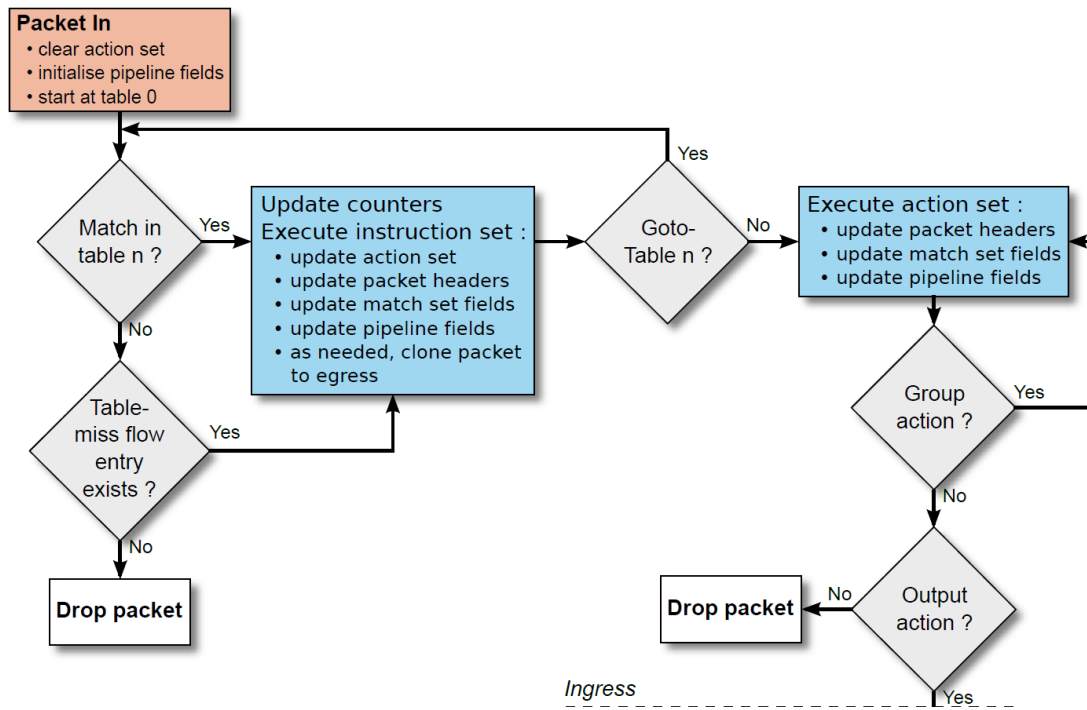 Packet In
• clear action set
• initialise pipeline fields
• start at table 0
Yes
Match in
table n ?
Yes
Update counters
Execute instruction set :
• update action set
• update packet headers
• update match set fields
• update pipeline fields
• as needed, clone packet
to egress
Goto-
Table n ?
No
Execute action set :
• update packet headers
• update match set fields
• update pipeline fields
No
Table-
miss flow
entry
exists ?
Yes
Group
action ?
Yes
No
Drop packet
No
Output
action ?
No
Drop packet
Ingress
Yes